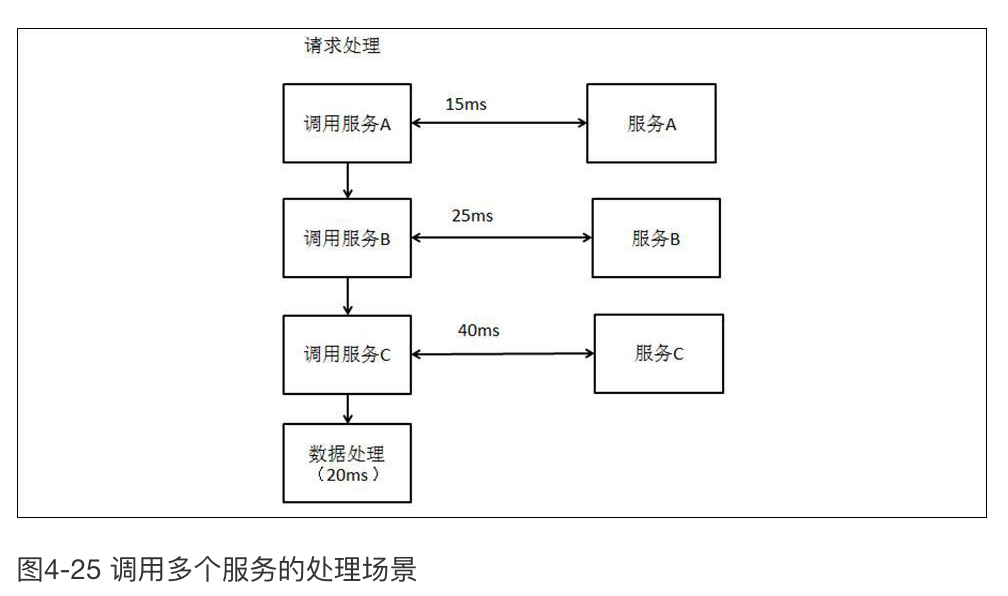 请求处理
调用服务A
15ms
服务A
调用服务B
25ms
服务B
调用服务C
40ms
服务C
数据处理
（20ms）
图4-25 调用多个服务的处理场景